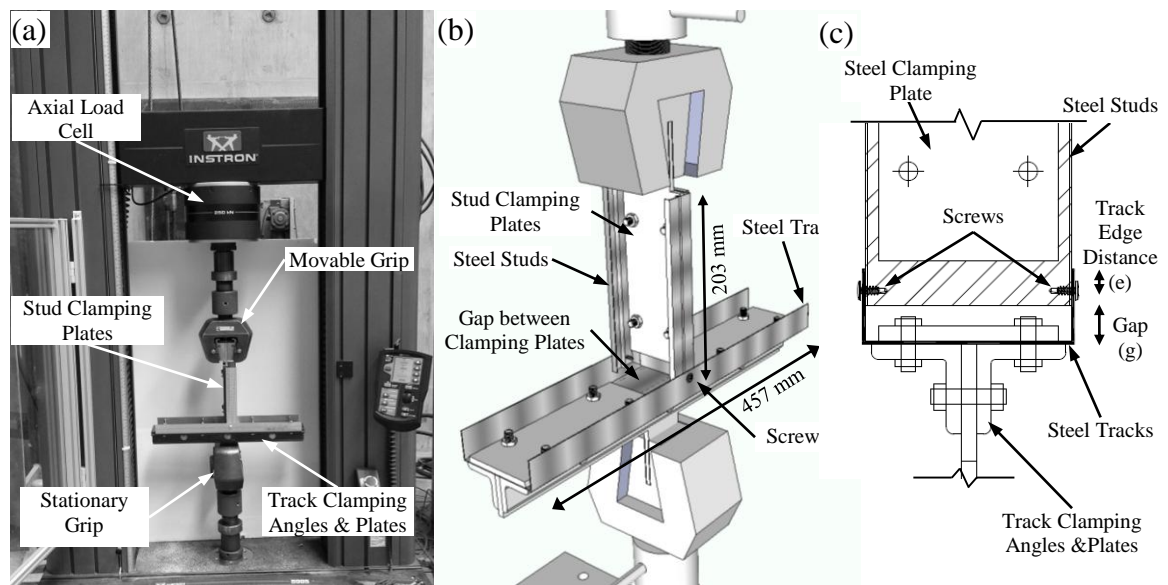 (a)
Axial Load
Cell
INSTRON
250 kN
Movable Grip
Stud Clamping
Plates
Stationary
Grip
Track Clamping
Angles & Plates
(b)
Stud Clamping
Plates
Steel Studs
Gap between
Clamping Plates
203 mm
Steel Tra
457 mm
Screw
(c)
Steel Clamping
Plate
Steel Studs
Screws
Track
Edge
Distance
(e)
Gap
(g)
Steel Tracks
Track Clamping
Angles &Plates